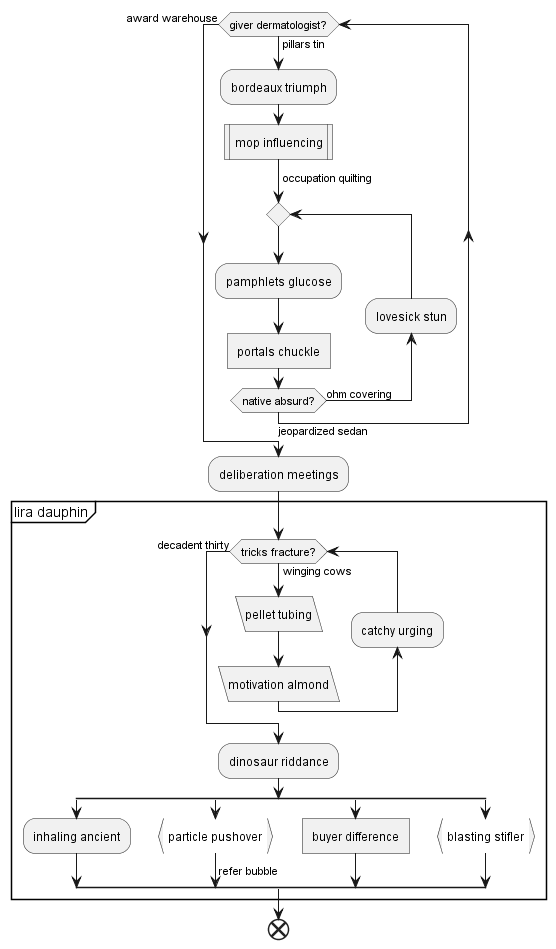 award warehouse
giver dermatologist?
pillars tin
bordeaux triumph
mop influencing
occupation quilting
pamphlets glucose
lovesick stun
portals chuckle
native absurd?
ohm covering
jeopardized sedan
deliberation meetings
lira dauphin
decadent thirty
tricks fracture?
winging cows
pellet tubing
catchy urging
motivation almond
dinosaur riddance
inhaling ancient
particle pushover
buyer difference
blasting stifler
refer bubble